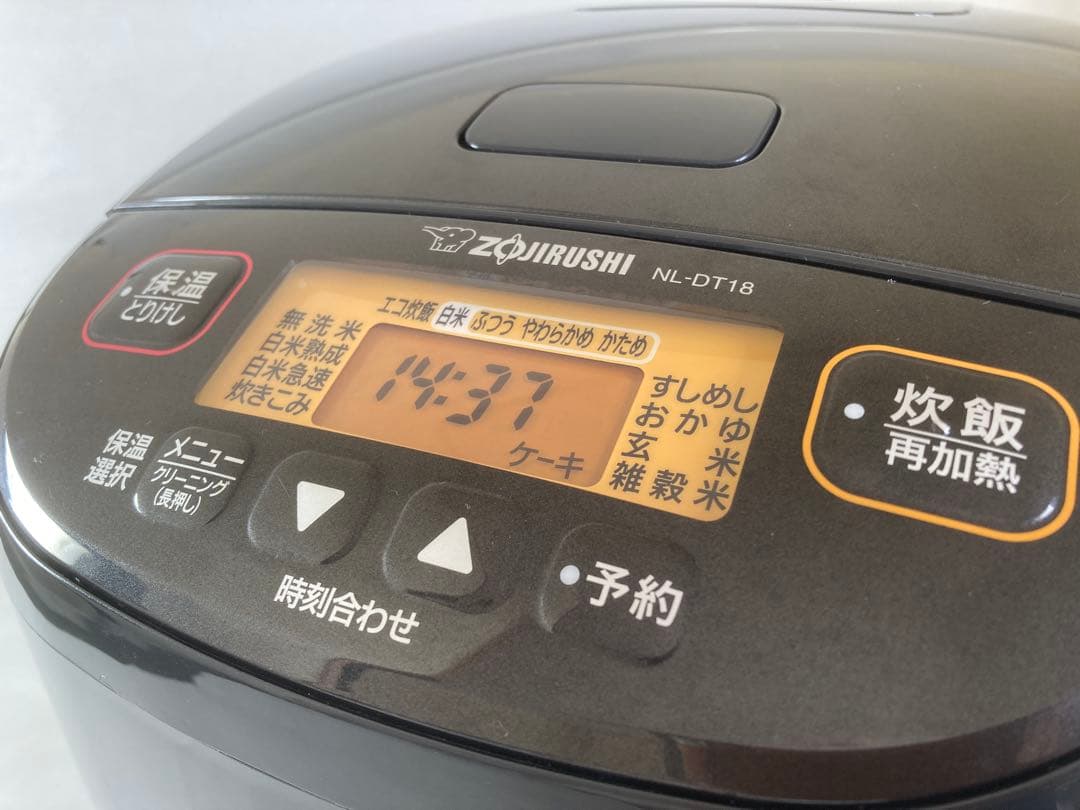 ZOJIRUSHI
NL-DT18
保温
とりけし
エコ炊飯 白米 ふつう やわらかめ かため
無洗米
白米熟成
白米急速
炊きこみ
14:37
ケーキ
すしめし
おかゆ
玄米
雑穀米
炊飯
再加熱
保温
選択
メニュー
クリーニング
(長押し)
▼
▲
時刻合わせ
予約